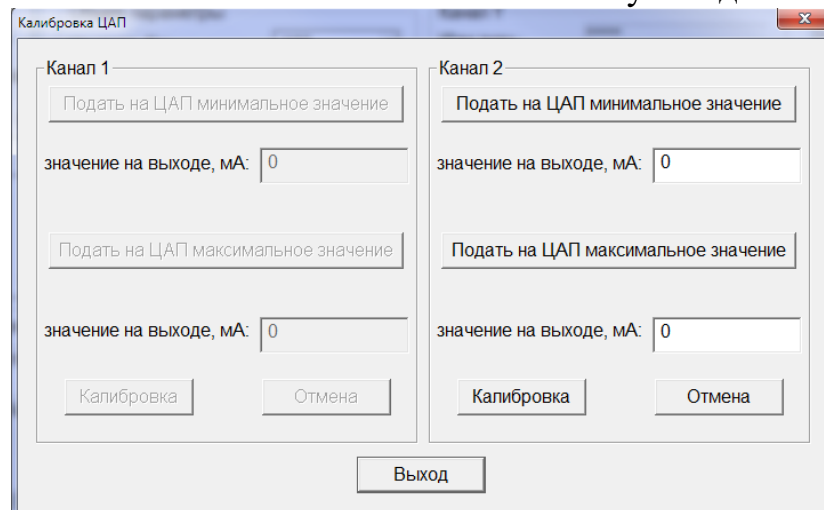 Калибровка ЦАП
Канал 1
Подать на ЦАП минимальное значение
значение на выходе, мА: 0
Подать на ЦАП максимальное значение
значение на выходе, мА: 0
Калибровка Отмена
Канал 2
Подать на ЦАП минимальное значение
значение на выходе, мА: 0
Подать на ЦАП максимальное значение
значение на выходе, мА: 0
Калибровка Отмена
Выход